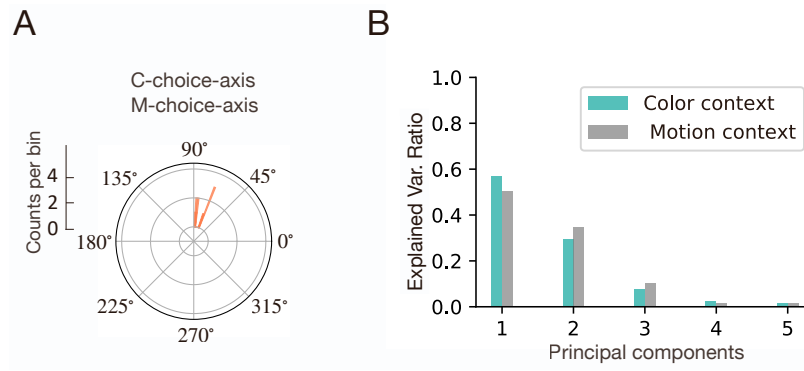 A
C-choice-axis
M-choice-axis
Counts per bin
4
2
0
90°
45°
0°
315°
270°
225°
180°
135°
B
Explained Var. Ratio
1.0
0.8
0.6
0.4
0.2
0.0
Color context
Motion context
1 2 3 4 5
Principal components